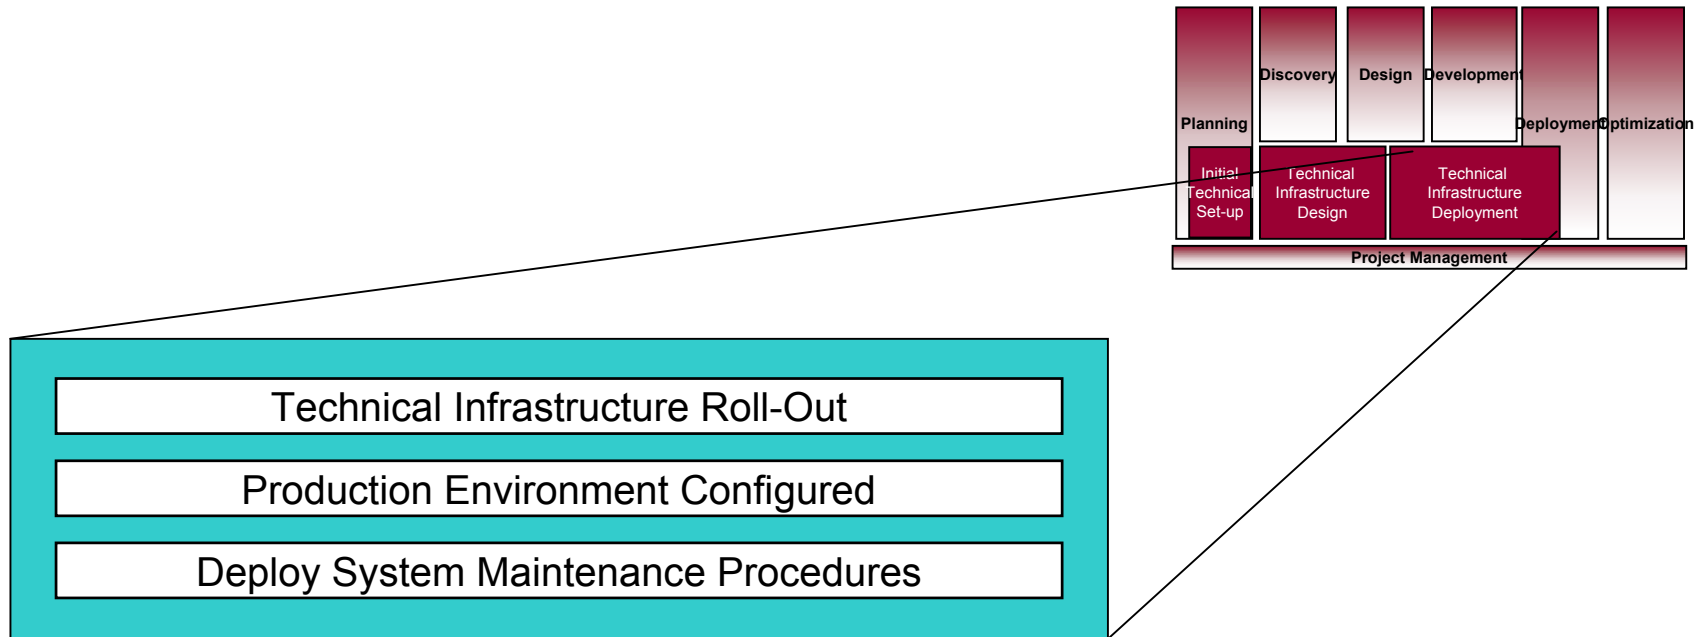 Discovery
Design
Development
Planning
Deployment
Optimization
Initial
Technical
Set-up
Technical
Infrastructure
Design
Technical
Infrastructure
Deployment
Project Management
Technical Infrastructure Roll-Out
Production Environment Configured
Deploy System Maintenance Procedures